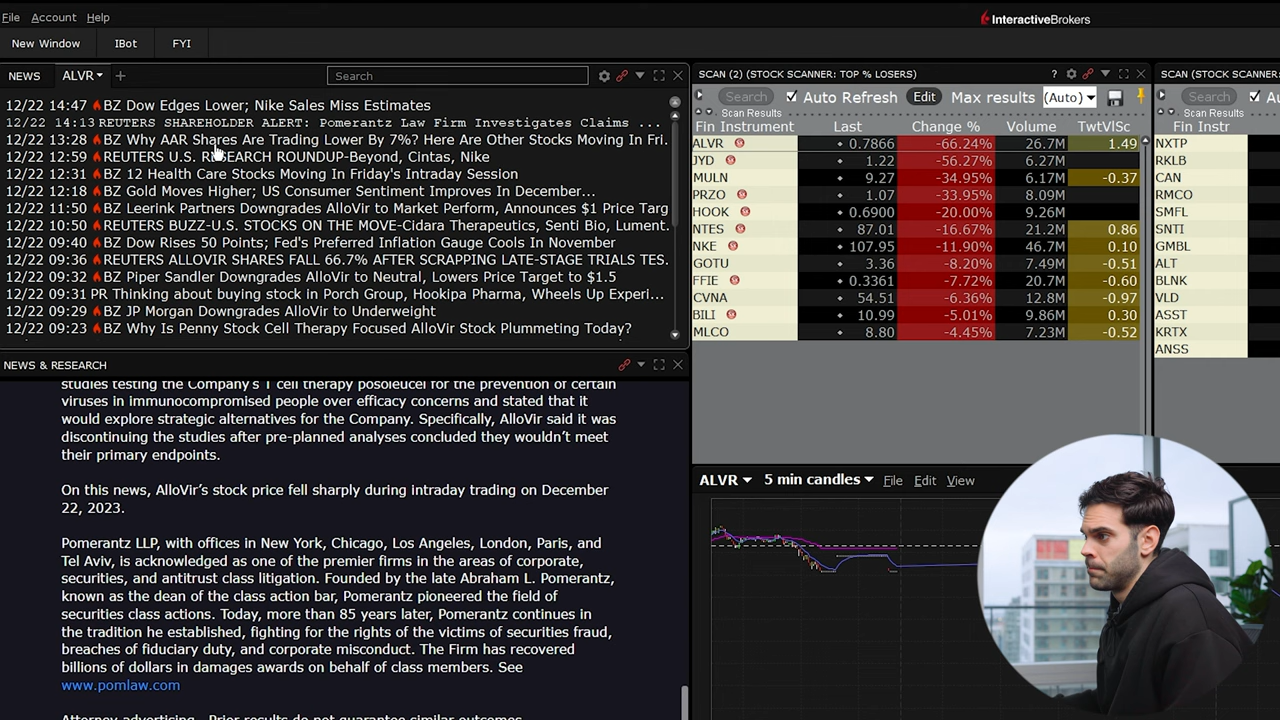 File Account Help
InteractiveBrokers
New Window IBot FYI
NEWS ALVR Search
12/22 14:47 BZ Dow Edges Lower; Nike Sales Miss Estimates
12/22 14:13 REUTERS SHAREHOLDER ALERT: Pomerantz Law Firm Investigates Claims ...
12/22 13:28 BZ Why AAR Shares Are Trading Lower By 7%? Here Are Other Stocks Moving In Fri.
12/22 12:59 REUTERS U.S. RESEARCH ROUNDUP-Beyond, Cintas, Nike
12/22 12:31 BZ 12 Health Care Stocks Moving In Friday's Intraday Session
12/22 12:18 BZ Gold Moves Higher; US Consumer Sentiment Improves In December...
12/22 11:50 BZ Leerink Partners Downgrades AlloVir to Market Perform, Announces $1 Price Targ
12/22 10:50 REUTERS BUZZ-U.S. STOCKS ON THE MOVE-Cidara Therapeutics, Senti Bio, Lument.
12/22 09:40 BZ Dow Rises 50 Points; Fed's Preferred Inflation Gauge Cools In November
12/22 09:36 REUTERS ALLOVIR SHARES FALL 66.7% AFTER SCRAPPING LATE-STAGE TRIALS TES.
12/22 09:32 BZ Piper Sandler Downgrades AlloVir to Neutral, Lowers Price Target to $1.5
12/22 09:31 PR Thinking about buying stock in Porch Group, Hookipa Pharma, Wheels Up Experi...
12/22 09:29 BZ JP Morgan Downgrades AlloVir to Underweight
12/22 09:23 BZ Why Is Penny Stock Cell Therapy Focused AlloVir Stock Plummeting Today?
NEWS & RESEARCH
studies testing the Company's T cell therapy posoleucel for the prevention of certain
viruses in immunocompromised people over efficacy concerns and stated that it
would explore strategic alternatives for the Company. Specifically, AlloVir said it was
discontinuing the studies after pre-planned analyses concluded they wouldn't meet
their primary endpoints.
On this news, AlloVir's stock price fell sharply during intraday trading on December
22, 2023.
Pomerantz LLP, with offices in New York, Chicago, Los Angeles, London, Paris, and
Tel Aviv, is acknowledged as one of the premier firms in the areas of corporate,
securities, and antitrust class litigation. Founded by the late Abraham L. Pomerantz,
known as the dean of the class action bar, Pomerantz pioneered the field of
securities class actions. Today, more than 85 years later, Pomerantz continues in
the tradition he established, fighting for the rights of the victims of securities fraud,
breaches of fiduciary duty, and corporate misconduct. The Firm has recovered
billions of dollars in damages awards on behalf of class members. See
www.pomlaw.com
Attorney advertising. Prior results do not guarantee similar outcomes.
SCAN (2) (STOCK SCANNER: TOP % LOSERS) ?
Search Auto Refresh Edit Max results (Auto)
Scan Results
Fin Instrument Last Change % Volume TwtVlSc
ALVR 0.7866 -66.24% 26.7M 1.49
JYD 1.22 -56.27% 6.27M
MULN 9.27 -34.95% 6.17M -0.37
PRZO 1.07 -33.95% 8.09M
HOOK 0.6900 -20.00% 9.26M
NTES 87.01 -16.67% 21.2M 0.86
NKE 107.95 -11.90% 46.7M 0.10
GOTU 3.36 -8.20% 7.49M -0.51
FFIE 0.3361 -7.72% 20.7M -0.60
CVNA 54.51 -6.36% 12.8M -0.97
BILI 10.99 -5.01% 9.86M 0.30
MLCO 8.80 -4.45% 7.23M -0.52
SCAN (STOCK SCANNER:
Search Au
Scan Results
Fin Instr
NXTP
RKLB
CAN
RMCO
SMFL
SNTI
GMBL
ALT
BLNK
VLD
ASST
KRTX
ANSS
ALVR 5 min candles File Edit View